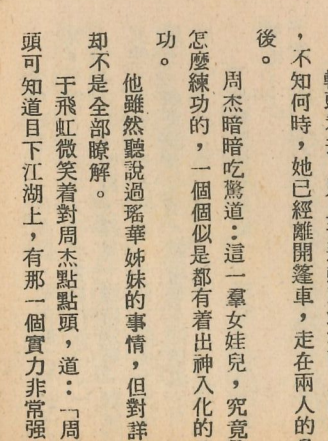 ，不知何時，她已經離開篷車，走在兩人的
後。
周杰暗暗吃驚道：這一羣女娃兒，究竟
怎麼練功的，一個個似是都有着出神入化的
功。
他雖然聽說過瑤華姊妹的事情，但對詳
却不是全部瞭解。
于飛虹微笑着對周杰點點頭，道：「周
頭可知道目下江湖上，有那一個實力非常强